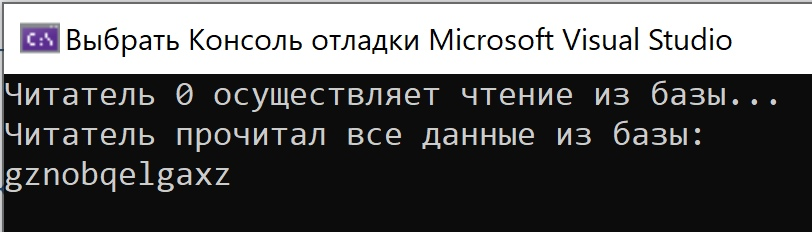 Выбрать Консоль отладки Microsoft Visual Studio
Читатель 0 осуществляет чтение из базы...
Читатель прочитал все данные из базы:
gznobqelgaxz